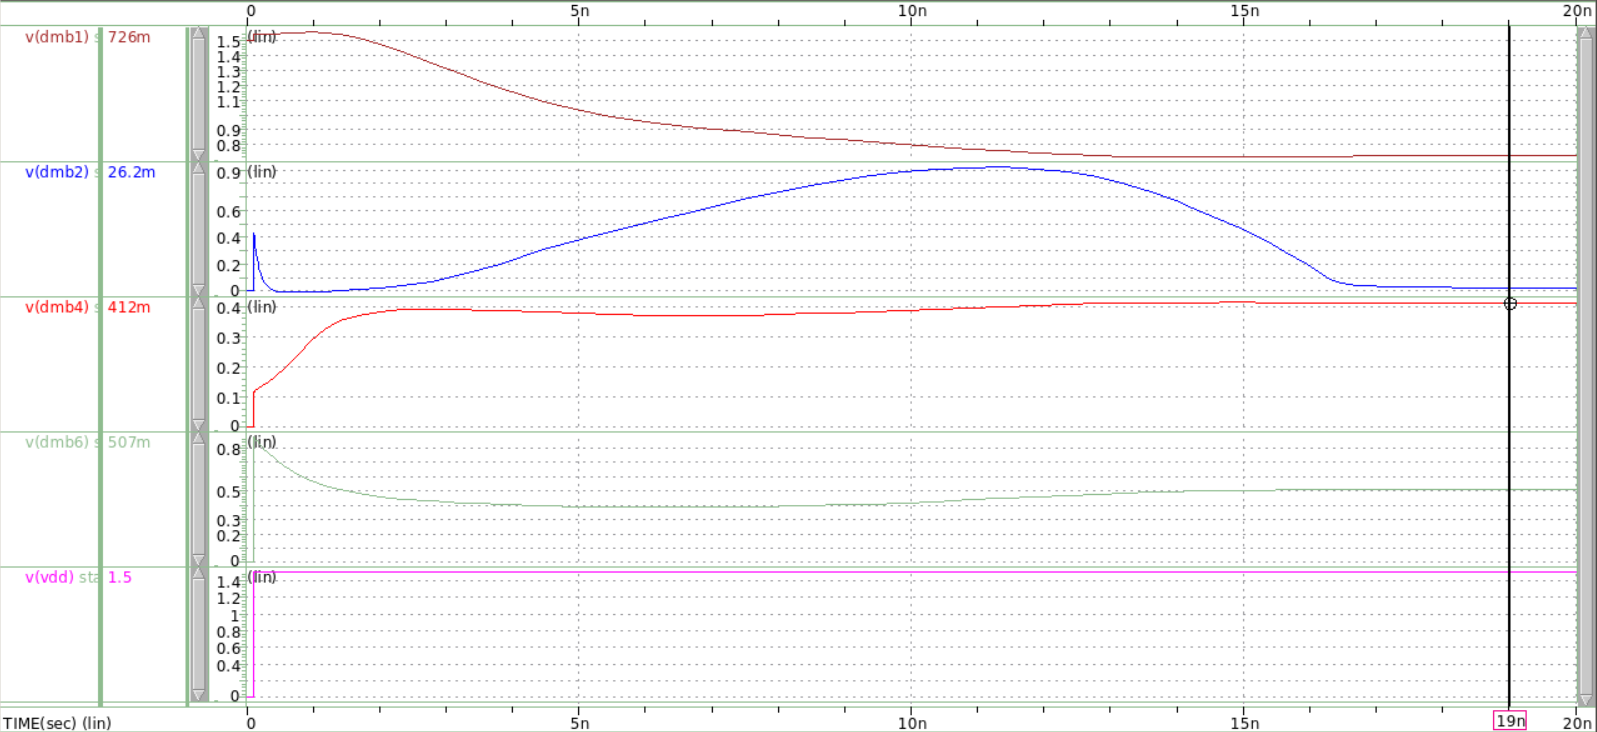 0 5n 10n 15n 20n
v(dmb1) s 726m
(lin)
1.5
1.4
1.3
1.2
1.1
0.9
0.8
v(dmb2) s 26.2m
(lin)
0.9
0.6
0.4
0.2
0
v(dmb4) s 412m
(lin)
0.4
0.3
0.2
0.1
0
v(dmb6) s 507m
(lin)
0.8
0.5
0.3
0.2
0
v(vdd) sta 1.5
(lin)
1.4
1.2
1
0.8
0.6
0.4
0
TIME(sec) (lin) 0 5n 10n 15n 19n 20n